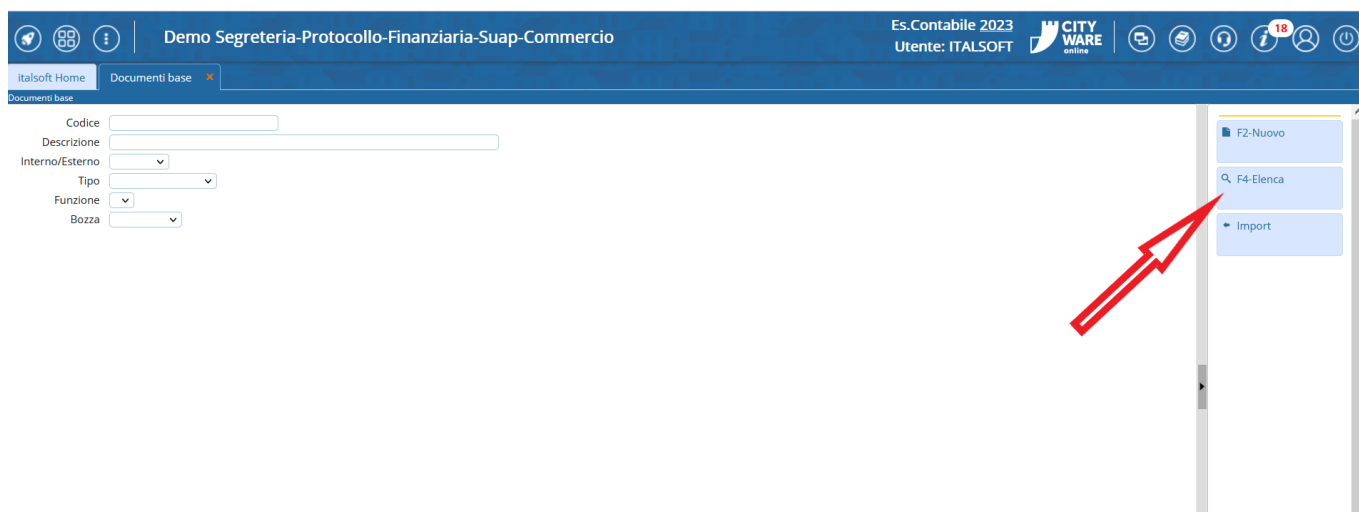 Demo Segreteria-Protocollo-Finanziaria-Suap-Commercio
Es.Contabile 2023
Utente: ITALSOFT
CITY
WARE
online
18
italsoft Home
Documenti base
Documenti base
Codice
Descrizione
Interno/Esterno
Tipo
Funzione
Bozza
F2-Nuovo
F4-Elenca
Import